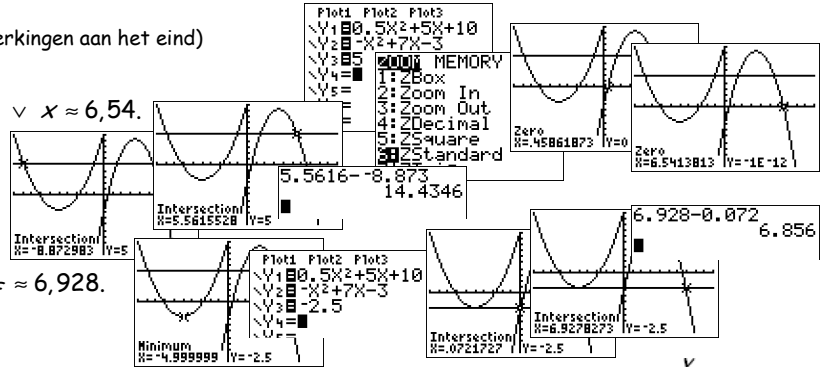 erkingen aan het eind)
Plot1 Plot2 Plot3
\Y1=0.5X²+5X+10
\Y2=-X²+7X-3
\Y3=5
\Y4=
\Y5=
ZOOM MEMORY
1:ZBox
2:Zoom In
3:Zoom Out
4:ZDecimal
5:ZSquare
6:ZStandard
Zero
X=.45861873 Y=0
Zero
X=6.5413813 Y=-1E-12
∨ x ≈ 6,54.
Intersection
X=-8.872983 Y=5
Intersection
X=5.5615528 Y=5
5.5616--8.873
14.4346
≈ 6,928.
Minimum
X=-4.999999 Y=-2.5
Plot1 Plot2 Plot3
\Y1=0.5X²+5X+10
\Y2=-X²+7X-3
\Y3=-2.5
\Y4=
Intersection
X=.0721727 Y=-2.5
Intersection
X=6.9278273 Y=-2.5
6.928-0.072
6.856